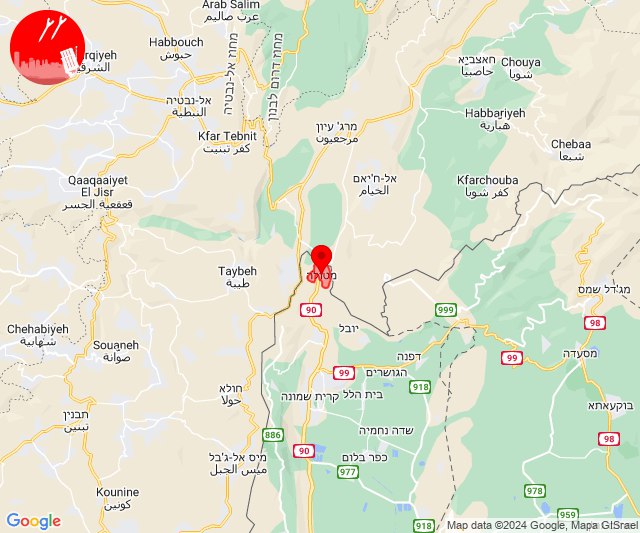 Arab Salim
عرب صاليم
Habbouch
حبوش
Chouya
شويا
חאצביא
حاصبيا
Habbariyeh
هبارية
Chebaa
شبعا
Kfarchouba
كفر شوبا
מחוז אל-נבטיה
מחוז דרום לבנון
אל-נבטיה
النبطية
Kfar Tebnit
كفر تبنيت
מרג' עיון
مرجعيون
אל-ח'יאם
الخيام
Qaaqaaiyet
El Jisr
قعقعية الجسر
Taybeh
طيبة
מטולה
90
יובל
999
99
98
מג'דל שמס
מסעדה
Chehabiyeh
شهابية
Souaneh
صوانة
דפנה
הגושרים
99
918
חולא
حولا
קרית שמונה
בית הלל
בוקעאתא
תבנין
تبنين
886
שדה נחמיה
98
מיס אל-ג'בל
ميس الجبل
90
כפר בלום
977
Kounine
كونين
978
959
918
Google
Map data ©2024 Google, Mapa GISrael